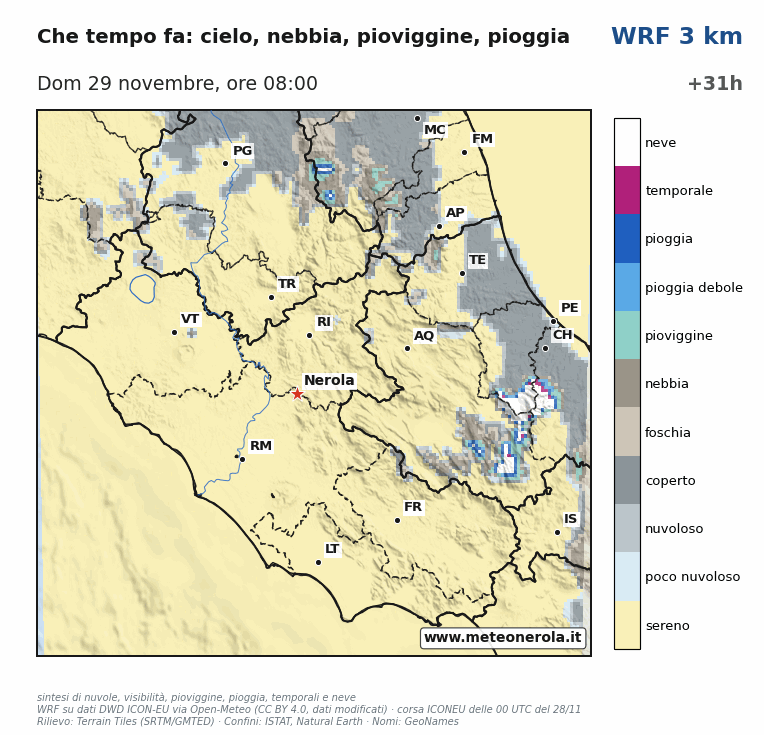 Che tempo fa: cielo, nebbia, pioviggine, pioggia
WRF 3 km
Dom 29 novembre, ore 08:00
+31h
MC
FM
PG
AP
TE
TR
PE
VT
RI
AQ
CH
Nerola
RM
FR
IS
LT
www.meteonerola.it
neve
temporale
pioggia
pioggia debole
pioviggine
nebbia
foschia
coperto
nuvoloso
poco nuvoloso
sereno
sintesi di nuvole, visibilità, pioviggine, pioggia, temporali e neve
WRF su dati DWD ICON-EU via Open-Meteo (CC BY 4.0, dati modificati) · corsa ICONEU delle 00 UTC del 28/11
Rilievo: Terrain Tiles (SRTM/GMTED) · Confini: ISTAT, Natural Earth · Nomi: GeoNames